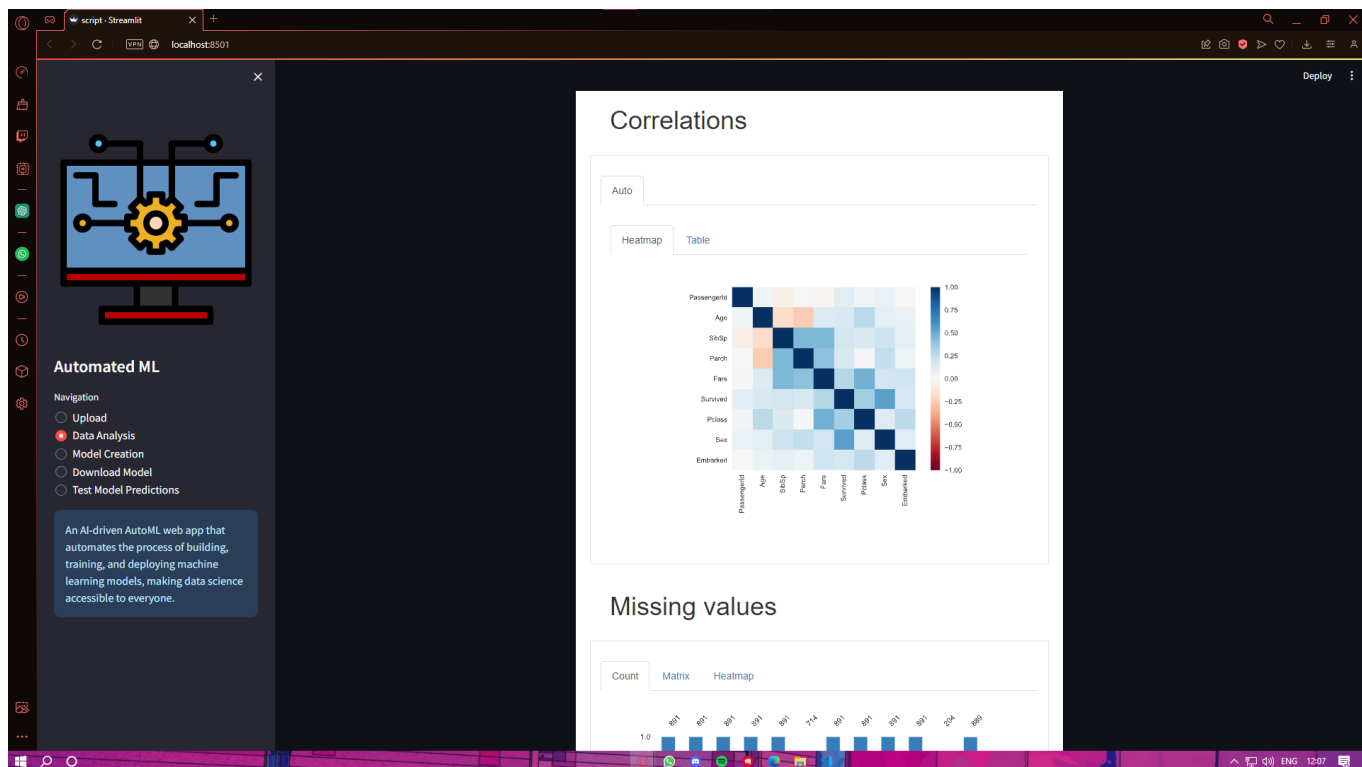 script · Streamlit
VPN
localhost:8501
Deploy
Automated ML
Navigation
Upload
Data Analysis
Model Creation
Download Model
Test Model Predictions
An AI-driven AutoML web app that
automates the process of building,
training, and deploying machine
learning models, making data science
accessible to everyone.
Correlations
Auto
Heatmap Table
PassengerId
Age
SibSp
Parch
Fare
Survived
Pclass
Sex
Embarked
PassengerId Age SibSp Parch Fare Survived Pclass Sex Embarked
1.00
0.75
0.50
0.25
0.00
−0.25
−0.50
−0.75
−1.00
Missing values
Count Matrix Heatmap
891 891 891 891 891 714 891 891 891 891 204 889
1.0
ENG 12:07